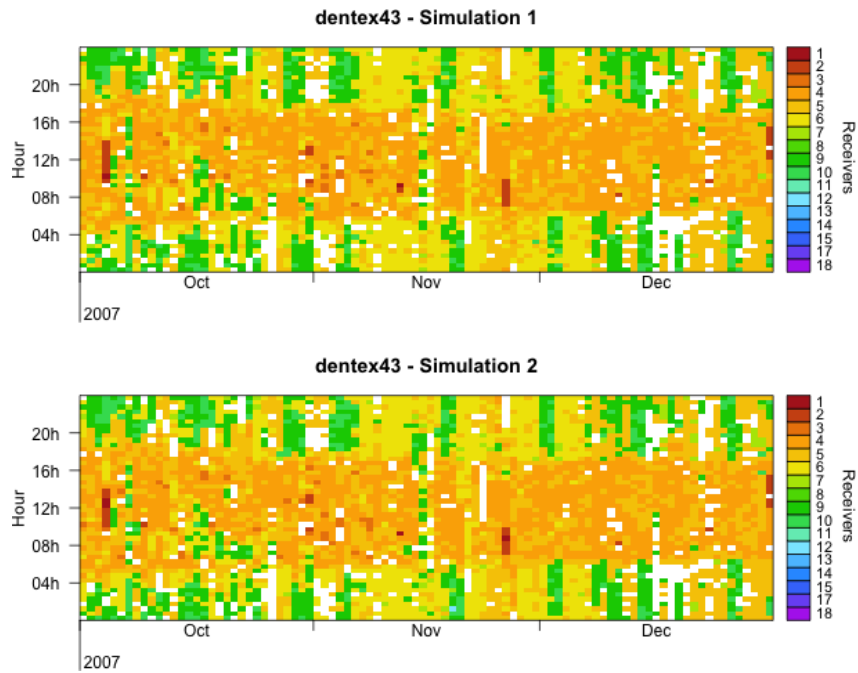 dentex43 - Simulation 1
Hour
20h
16h
12h
08h
04h
Oct
Nov
Dec
2007
1
2
3
4
5
6
7
8
9
10
11
12
13
14
15
17
18
Receivers
dentex43 - Simulation 2
Hour
20h
16h
12h
08h
04h
Oct
Nov
Dec
2007
1
2
3
4
5
6
7
8
9
10
11
12
13
14
15
17
18
Receivers